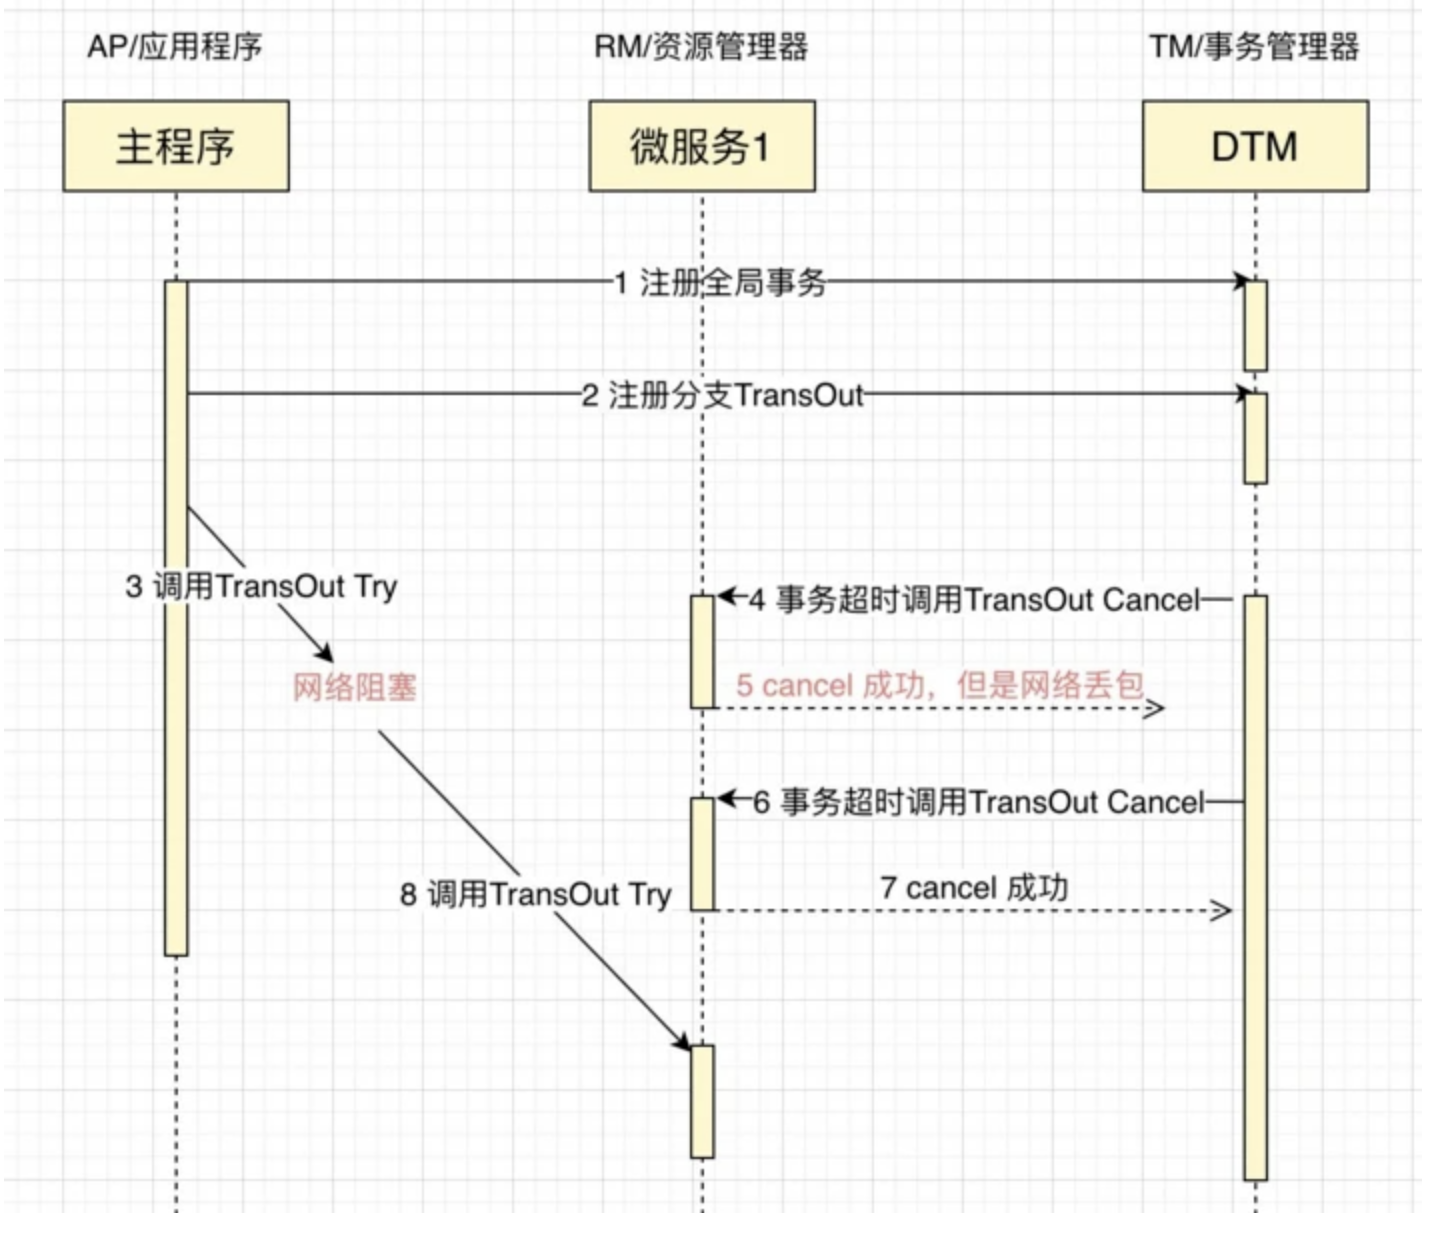 AP/应用程序
RM/资源管理器
TM/事务管理器
主程序
微服务1
DTM
1 注册全局事务
2 注册分支TransOut
3 调用TransOut Try
4 事务超时调用TransOut Cancel
网络阻塞
5 cancel 成功，但是网络丢包
6 事务超时调用TransOut Cancel
8 调用TransOut Try
7 cancel 成功